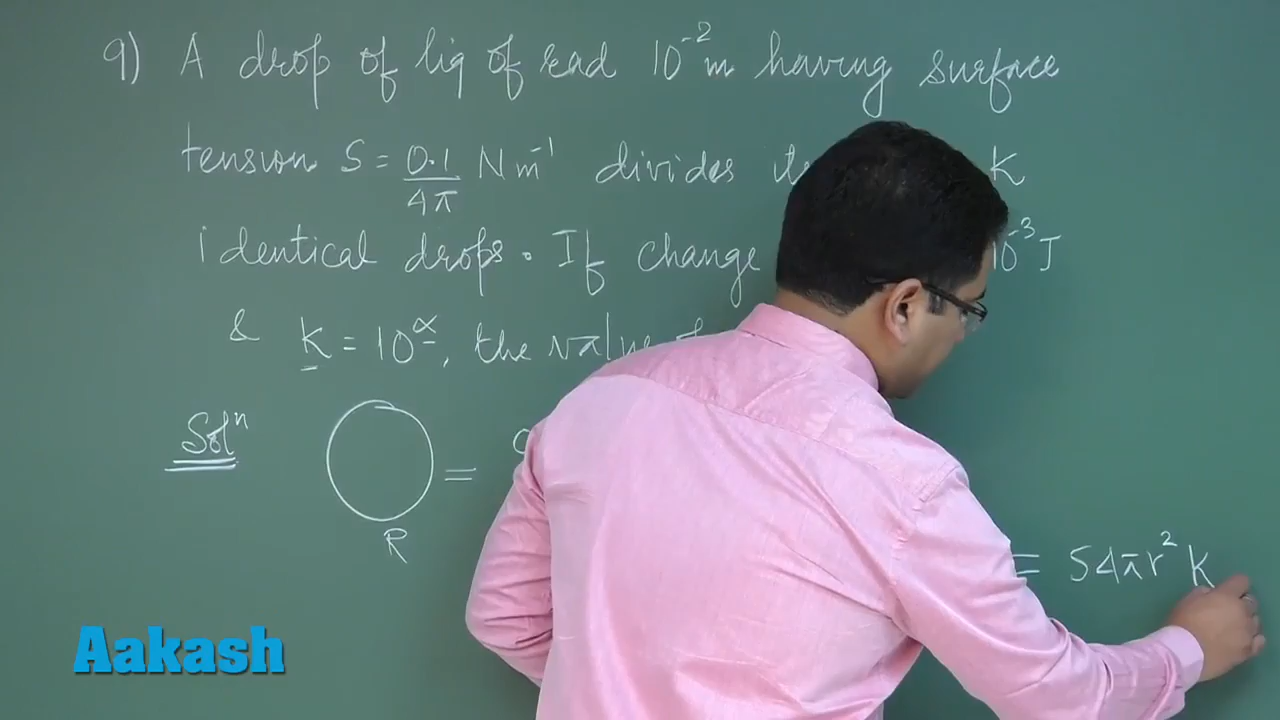 9) A drop of liq of rad 10⁻² m having surface
tension S = 0.1/4π N m⁻¹ divides K
identical drops. If change 10⁻³ J
& k = 10^α, the value
Solⁿ
=
R
= S4πr²k
Aakash